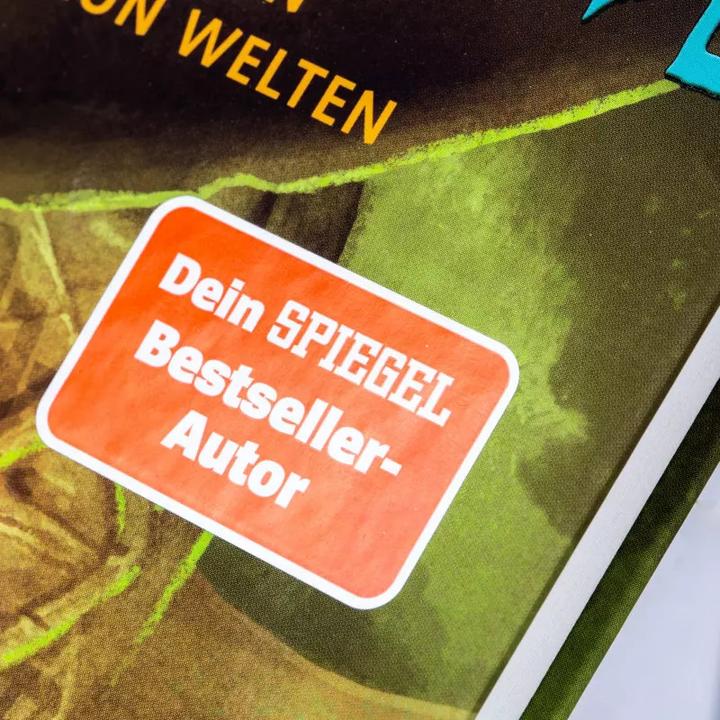 WELTEN
Dein SPIEGEL
Bestseller-
Autor